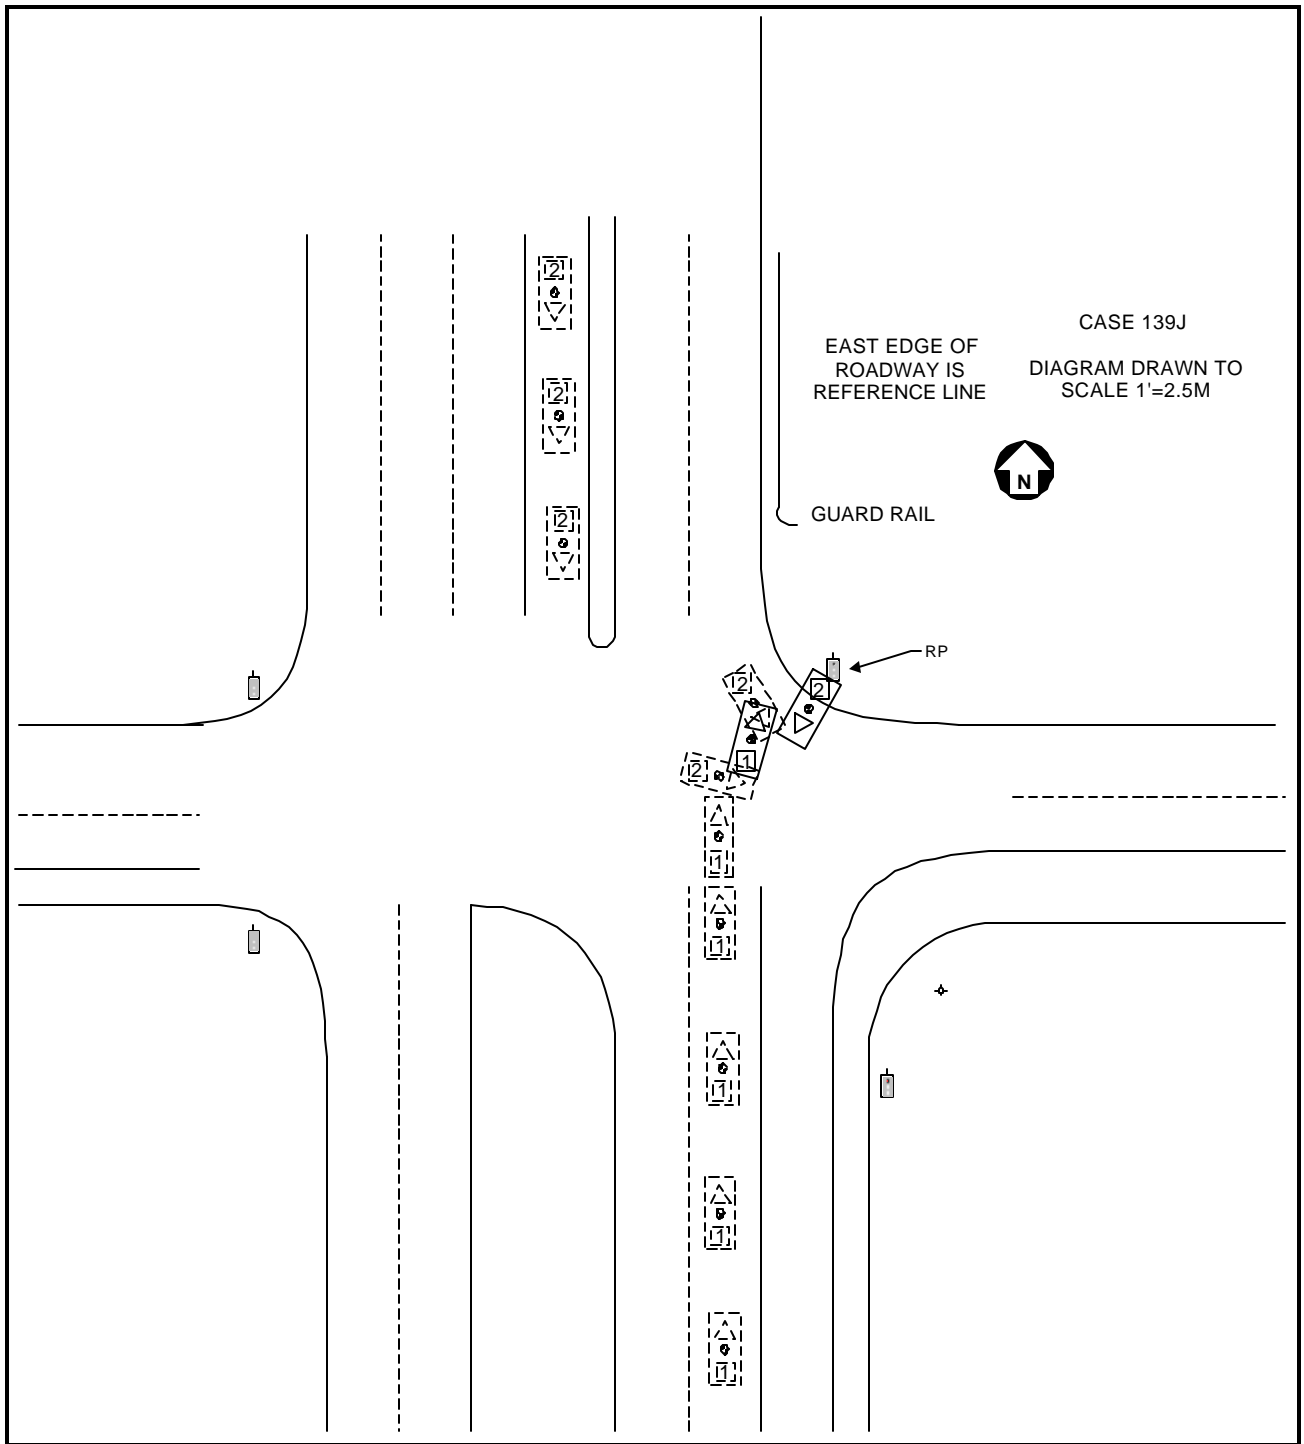 2
CASE 139J
EAST EDGE OF
ROADWAY IS
REFERENCE LINE
DIAGRAM DRAWN TO
SCALE 1'=2.5M
2
N
GUARD RAIL
2
RP
2
2
1
2
1
1
1
1
1